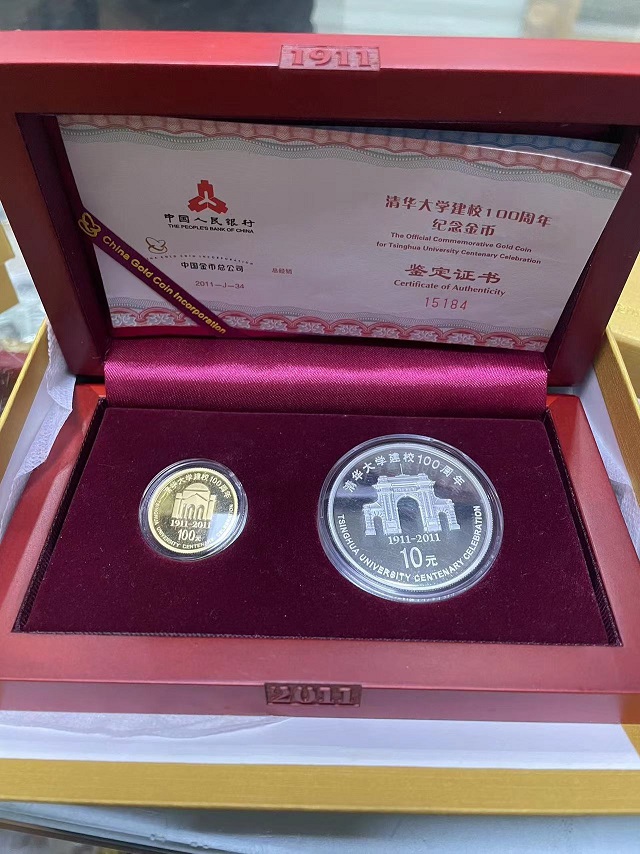 1911
中国人民银行
THE PEOPLE'S BANK OF CHINA
中国金币总公司
总经销
2011-J-34
China Gold Coin Incorporation
清华大学建校100周年
纪念金币
The Official Commemorative Gold Coin
for Tsinghua University Centenary Celebration
鉴定证书
Certificate of Authenticity
15184
清华大学建校100周年
1911-2011
100元
UNIVERSITY CENTENARY
清华大学建校100周年
1911-2011
10元
TSINGHUA UNIVERSITY CENTENARY CELEBRATION
2011